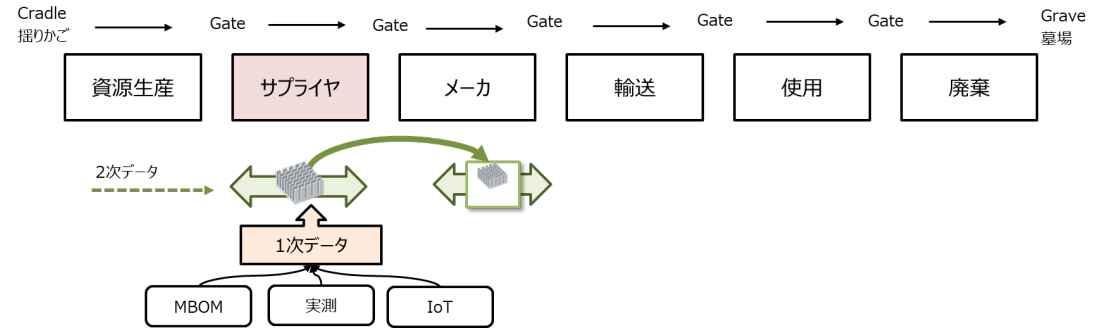 Cradle
揺りかご
Gate
Gate
Gate
Gate
Gate
Grave
墓場
資源生産
サプライヤ
メーカ
輸送
使用
廃棄
2次データ
1次データ
MBOM
実測
IoT